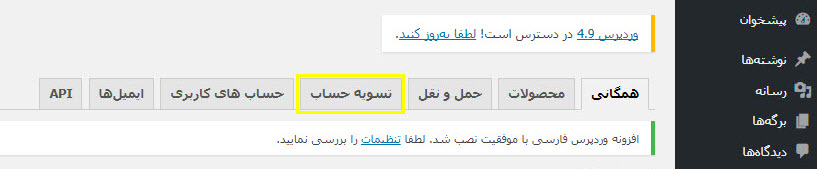 پیشخوان
نوشته‌ها
رسانه
برگه‌ها
دیدگاه‌ها
وردپرس 4.9 در دسترس است! لطفا به‌روز کنید.
همگانی
محصولات
حمل و نقل
تسویه حساب
حساب های کاربری
ایمیل‌ها
API
افزونه وردپرس فارسی با موفقیت نصب شد. لطفا تنظیمات را بررسی نمایید.